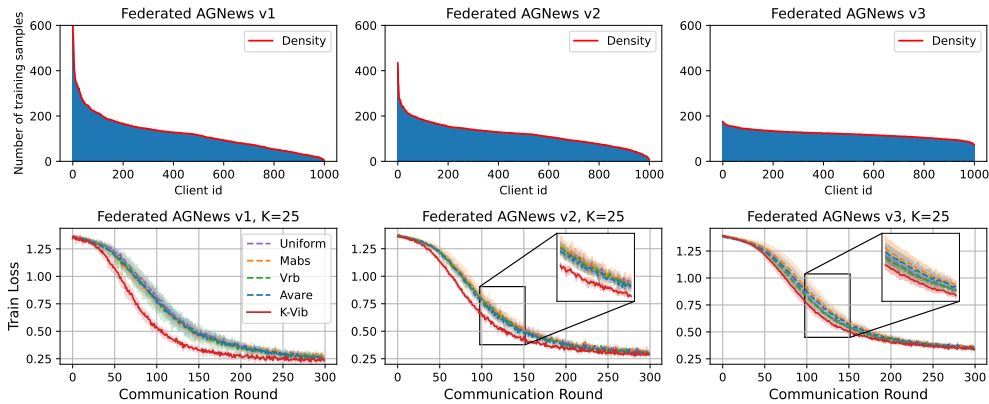 Federated AGNews v1
Number of training samples
600
400
200
0
Density
0 200 400 600 800 1000
Client id
Federated AGNews v2
600
400
200
0
Density
0 200 400 600 800 1000
Client id
Federated AGNews v3
600
400
200
0
Density
0 200 400 600 800 1000
Client id
Federated AGNews v1, K=25
Train Loss
1.25
1.00
0.75
0.50
0.25
Uniform
Mabs
Vrb
Avare
K-Vib
0 50 100 150 200 250 300
Communication Round
Federated AGNews v2, K=25
1.25
1.00
0.75
0.50
0.25
0 50 100 150 200 250 300
Communication Round
Federated AGNews v3, K=25
1.25
1.00
0.75
0.50
0.25
0 50 100 150 200 250 300
Communication Round